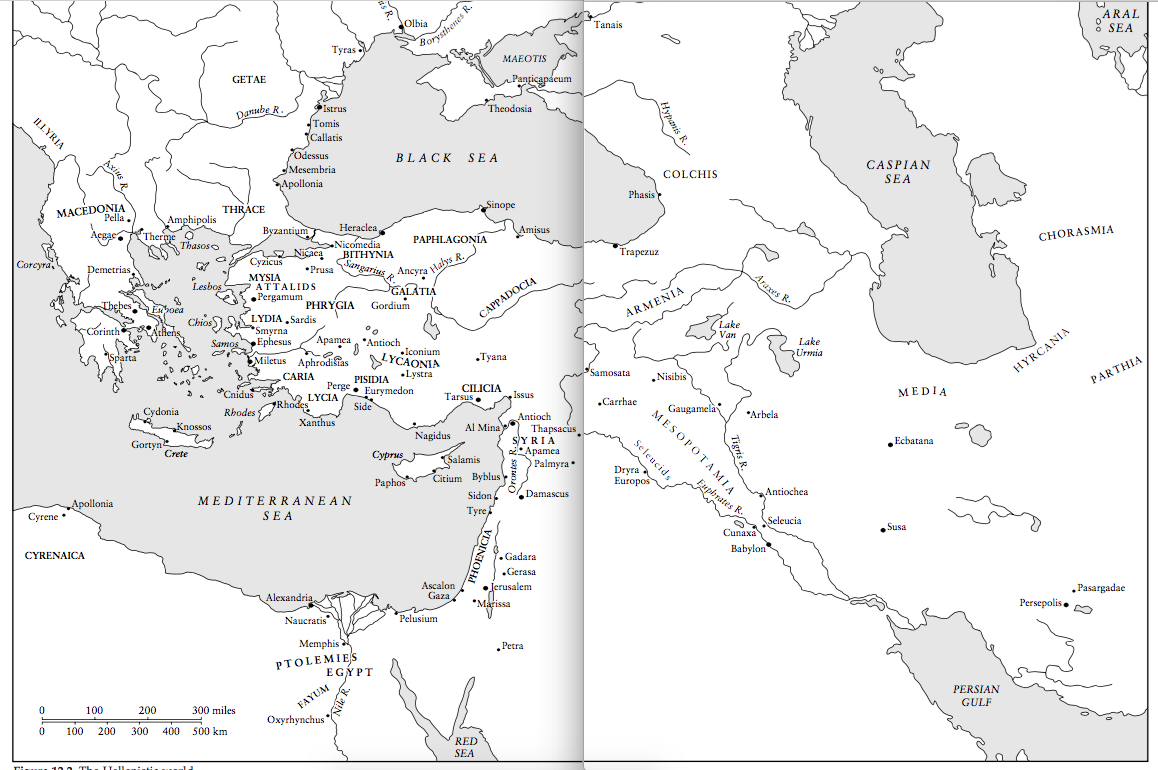 Olbia
Borysthenes R.
Tyras
MAEOTIS
Panticapaeum
Theodosia
GETAE
Danube R.
Istrus
Tomis
Callatis
Odessus
Mesembria
Apollonia
BLACK SEA
ILLYRIA
Axius R.
MACEDONIA
Pella
Aegae
Therme
Amphipolis
Thasos
THRACE
Byzantium
Heraclea
Sinope
Amisus
PAPHLAGONIA
Nicomedia
BITHYNIA
Nicaea
Cyzicus
Prusa
Sangarius R.
Ancyra
Halys R.
GALATIA
Gordium
CAPPADOCIA
Corcyra
Demetrias
Lesbos
MYSIA
ATTALIDS
Pergamum
PHRYGIA
Thebes
Euboea
Chios
LYDIA
Sardis
Smyrna
Corinth
Athens
Samos
Ephesus
Apamea
Antioch
Iconium
LYCAONIA
Tyana
Sparta
Miletus
Aphrodisias
Lystra
CARIA
PISIDIA
Perge
Eurymedon
CILICIA
Tarsus
Issus
Cnidus
Rhodes
Rhodes
LYCIA
Side
Xanthus
Cydonia
Knossos
Gortyn
Crete
Nagidus
Al Mina
Antioch
Thapsacus
SYRIA
Apamea
Orontes R.
Palmyra
Cyprus
Salamis
Paphos
Citium
Byblus
Sidon
Damascus
Tyre
MEDITERRANEAN
SEA
Apollonia
Cyrene
CYRENAICA
PHOENICIA
Gadara
Gerasa
Ascalon
Gaza
Jerusalem
Marissa
Alexandria
Naucratis
Pelusium
Memphis
Petra
PTOLEMIES
EGYPT
FAYUM
Nile R.
Oxyrhynchus
RED
SEA
0 100 200 300 miles
0 100 200 300 400 500 km
Tanais
ARAL
SEA
Hypanis R.
COLCHIS
Phasis
CASPIAN
SEA
CHORASMIA
Trapezuz
ARMENIA
Araxes R.
Lake
Van
Lake
Urmia
HYRCANIA
PARTHIA
Samosata
Nisibis
MEDIA
Carrhae
Gaugamela
Arbela
MESOPOTAMIA
Tigris R.
Ecbatana
Seleucids
Dryra
Europos
Euphrates R.
Antiochea
Seleucia
Cunaxa
Babylon
Susa
Pasargadae
Persepolis
PERSIAN
GULF